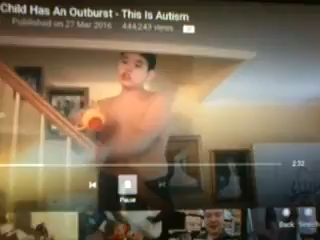 Child Has An Outburst - This Is Autism
Published on 27 Mar 2016 444,243 views
2:32
Pause
Back